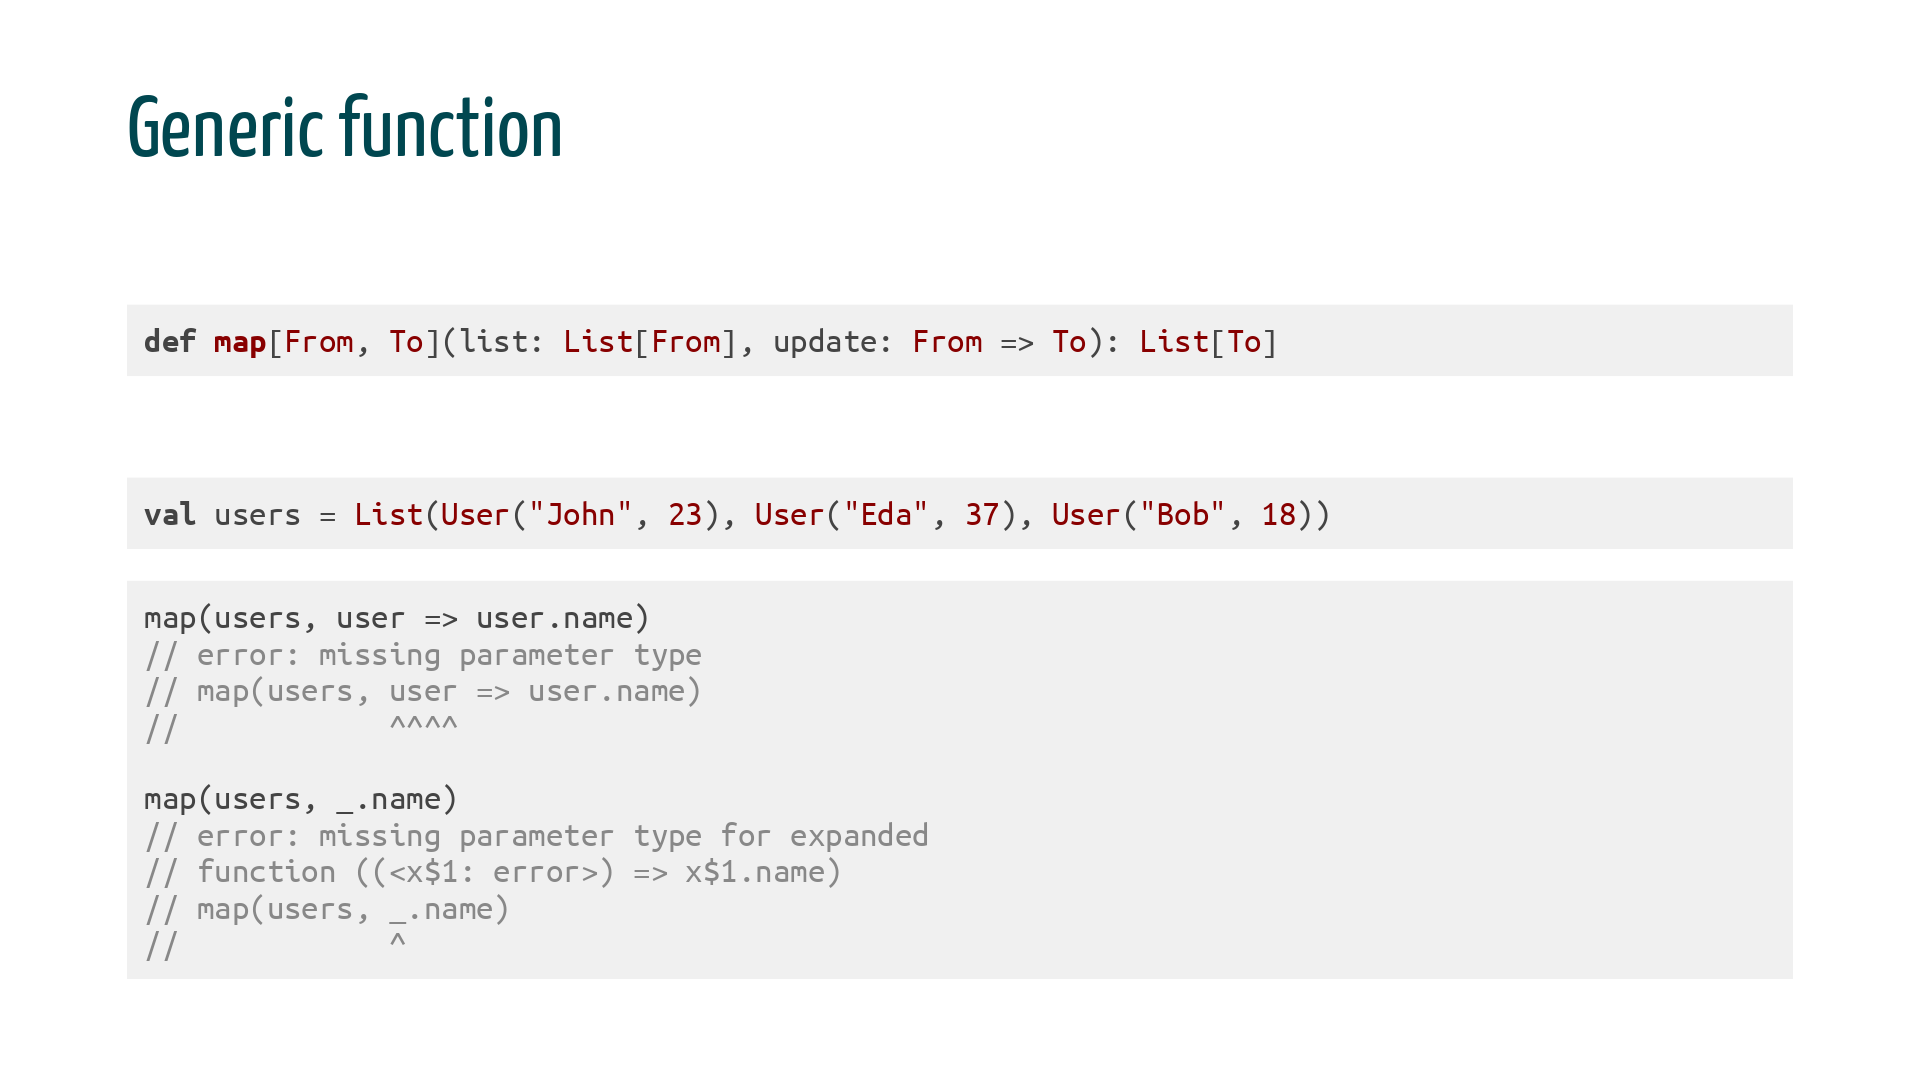 Generic function
def map[From, To](list: List[From], update: From => To): List[To]
val users = List(User("John", 23), User("Eda", 37), User("Bob", 18))
map(users, user => user.name)
// error: missing parameter type
// map(users, user => user.name)
//            ^^^^
map(users, _.name)
// error: missing parameter type for expanded
// function ((<x$1: error>) => x$1.name)
// map(users, _.name)
//            ^